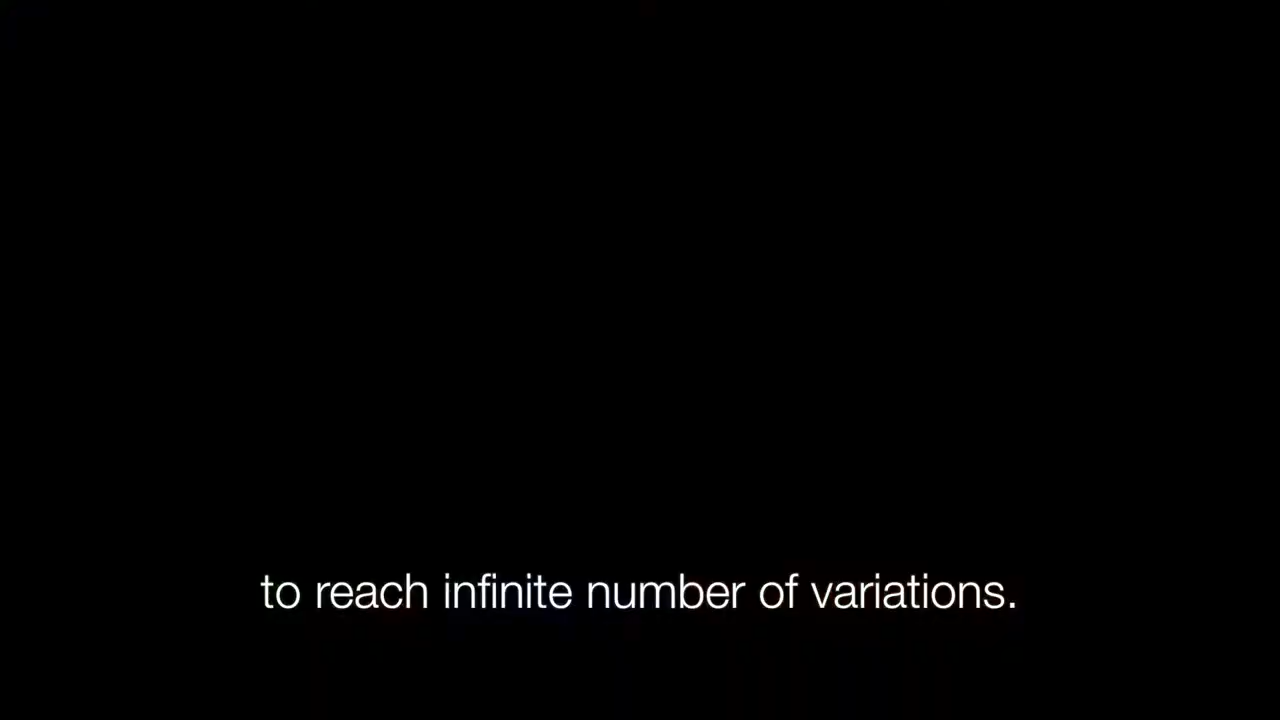 to reach infinite number of variations.